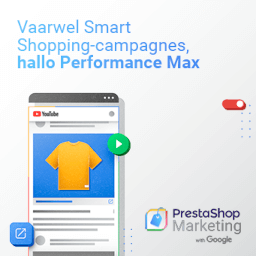 Vaarwel Smart
Shopping-campagnes,
hallo Performance Max
YouTube
PrestaShop
Marketing
with Google